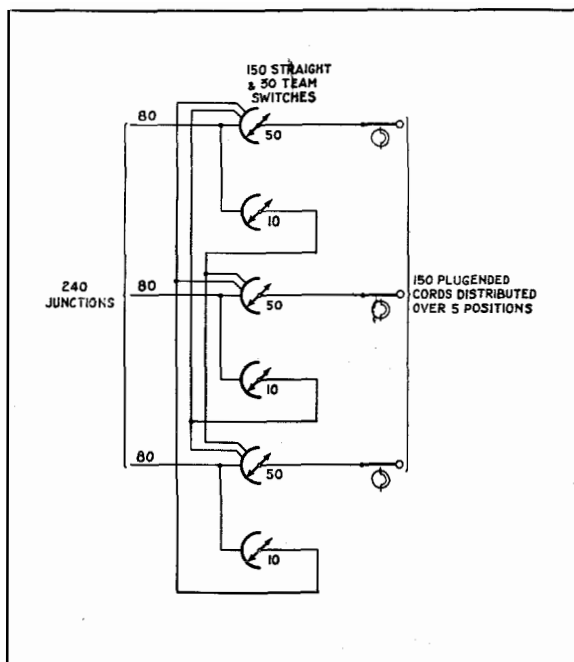 150 STRAIGHT
& 30 TEAM
SWITCHES
80
50
10
240
JUNCTIONS
80
50
150 PLUGENDED
CORDS DISTRIBUTED
OVER 5 POSITIONS
10
80
50
10